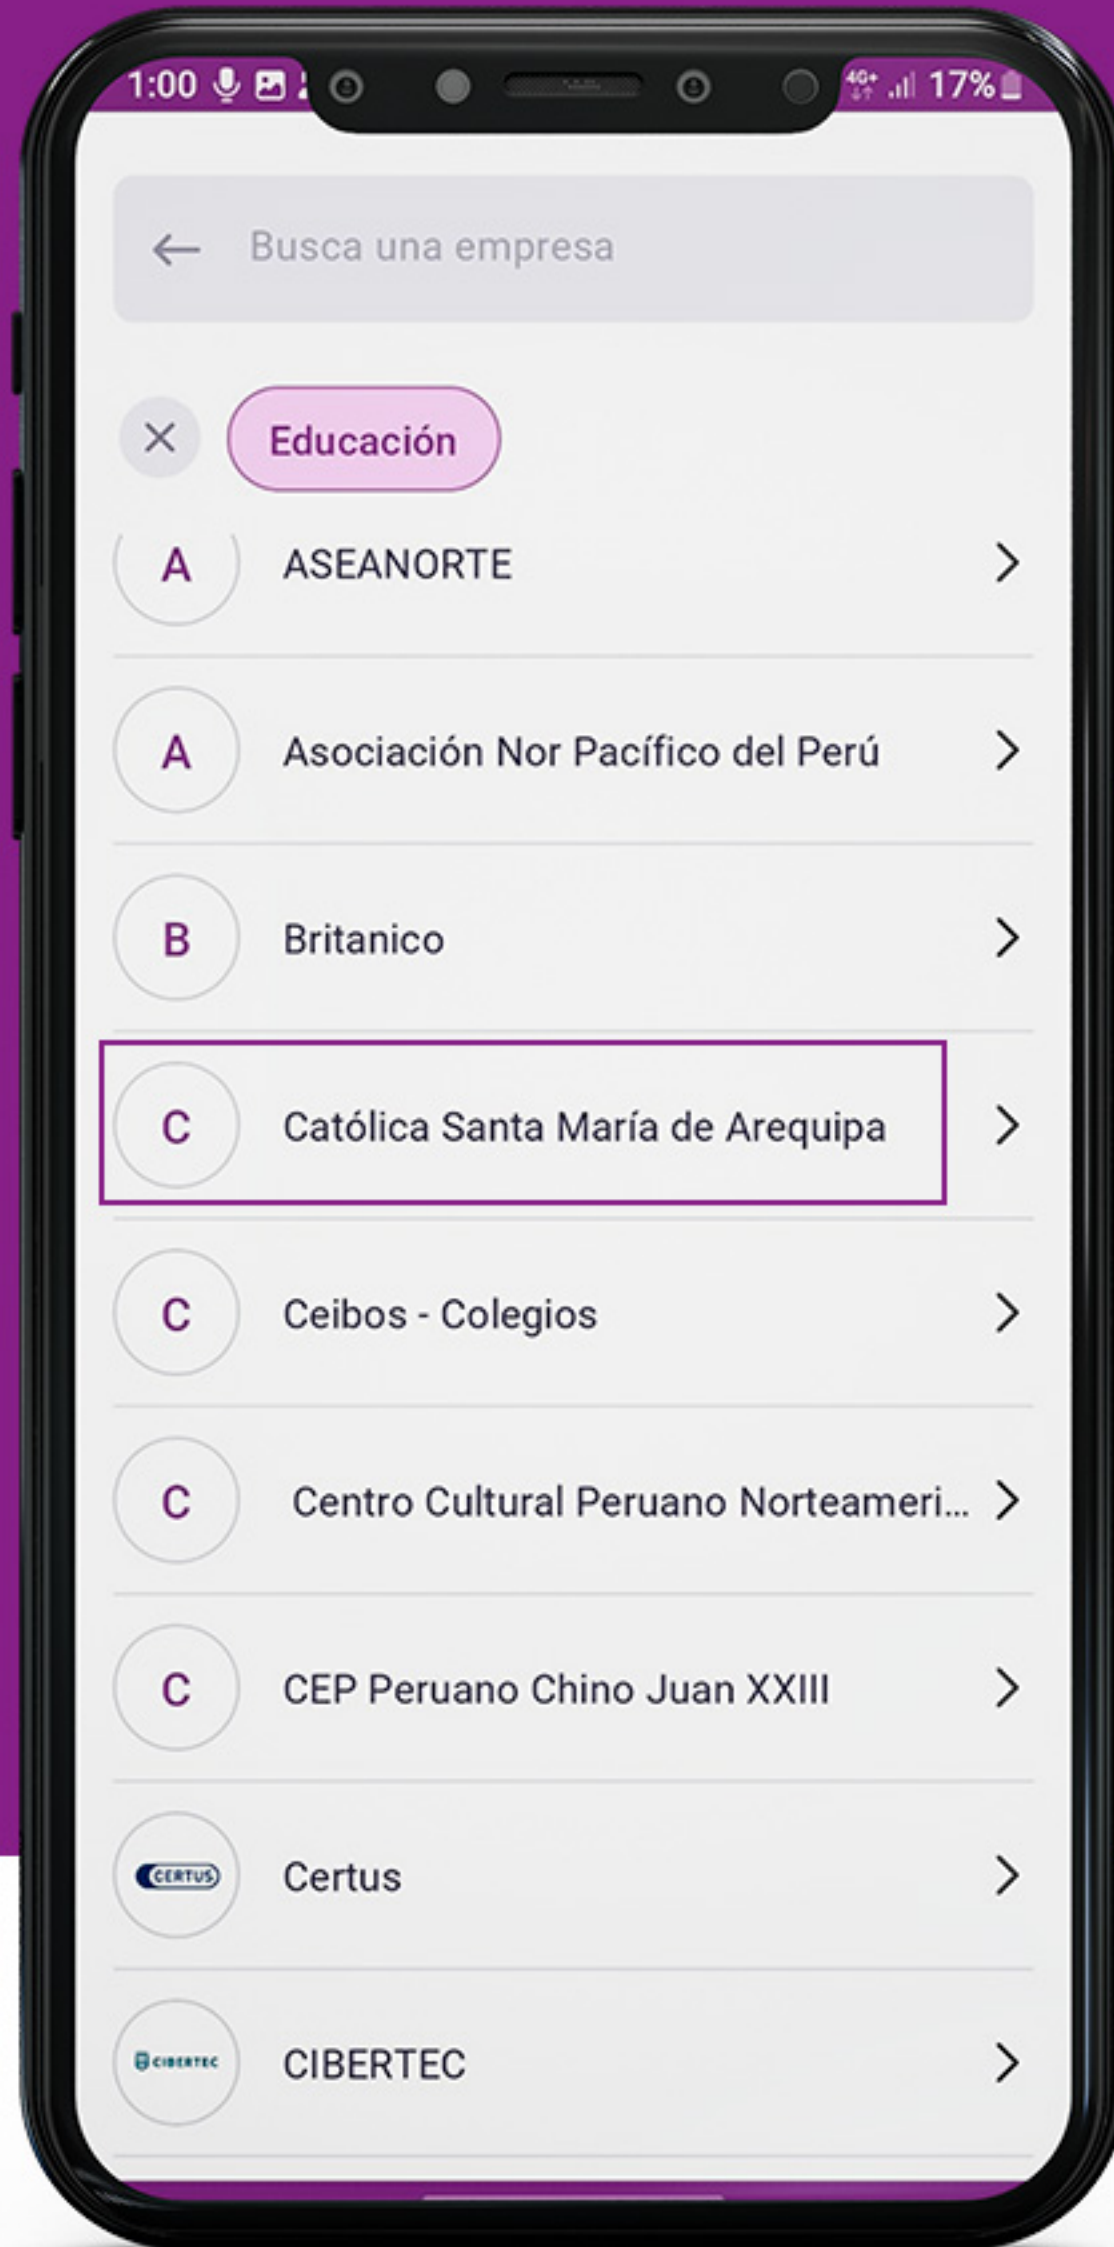 1:00
4G+
17%
Busca una empresa
Educación
A
ASEANORTE
A
Asociación Nor Pacífico del Perú
B
Britanico
C
Católica Santa María de Arequipa
C
Ceibos - Colegios
C
Centro Cultural Peruano Norteameri...
C
CEP Peruano Chino Juan XXIII
CERTUS
Certus
CIBERTEC
CIBERTEC